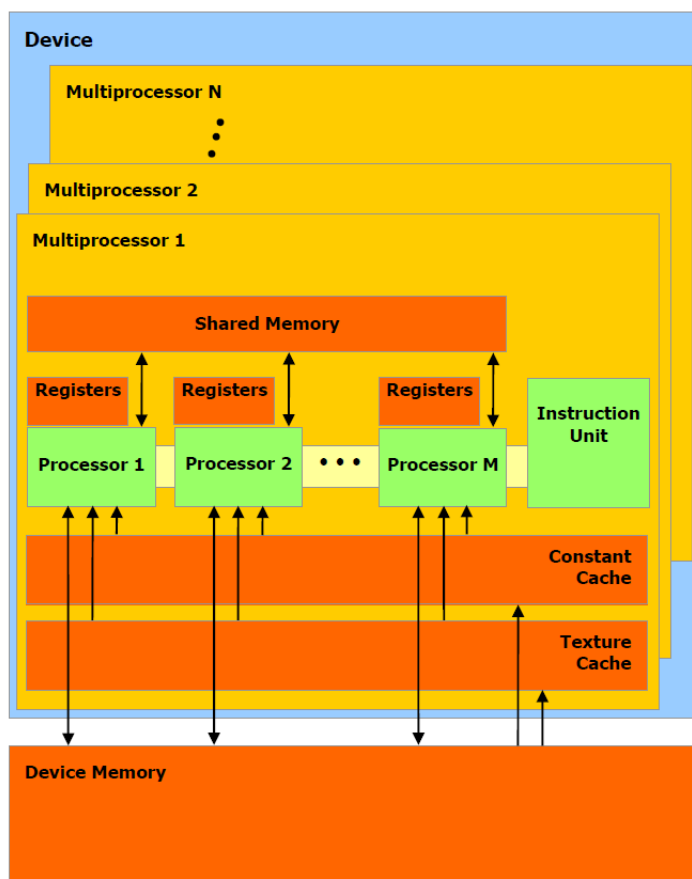 Device
Multiprocessor N
Multiprocessor 2
Multiprocessor 1
Shared Memory
Registers
Registers
Registers
Instruction
Unit
Processor 1
Processor 2
Processor M
Constant
Cache
Texture
Cache
Device Memory